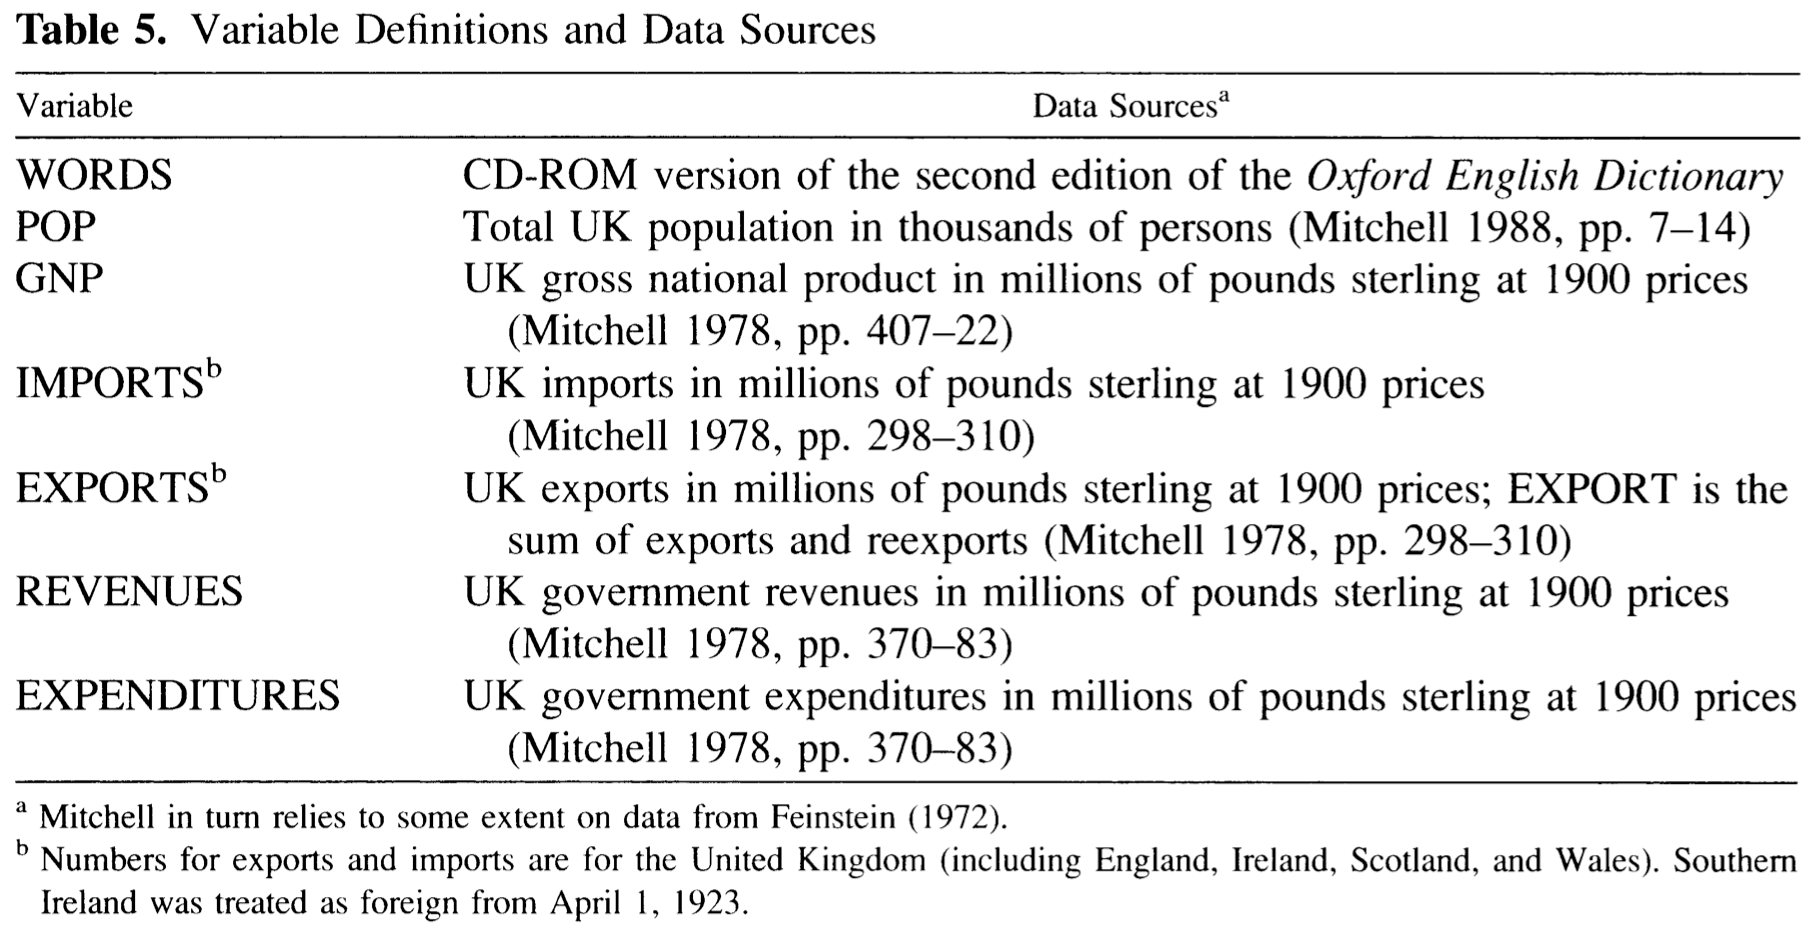 Table 5. Variable Definitions and Data Sources
Variable Data Sourcesa
WORDS CD-ROM version of the second edition of the Oxford English Dictionary
POP Total UK population in thousands of persons (Mitchell 1988, pp. 7–14)
GNP UK gross national product in millions of pounds sterling at 1900 prices
(Mitchell 1978, pp. 407–22)
IMPORTSb UK imports in millions of pounds sterling at 1900 prices
(Mitchell 1978, pp. 298–310)
EXPORTSb UK exports in millions of pounds sterling at 1900 prices; EXPORT is the
sum of exports and reexports (Mitchell 1978, pp. 298–310)
REVENUES UK government revenues in millions of pounds sterling at 1900 prices
(Mitchell 1978, pp. 370–83)
EXPENDITURES UK government expenditures in millions of pounds sterling at 1900 prices
(Mitchell 1978, pp. 370–83)
a Mitchell in turn relies to some extent on data from Feinstein (1972).
b Numbers for exports and imports are for the United Kingdom (including England, Ireland, Scotland, and Wales). Southern
Ireland was treated as foreign from April 1, 1923.